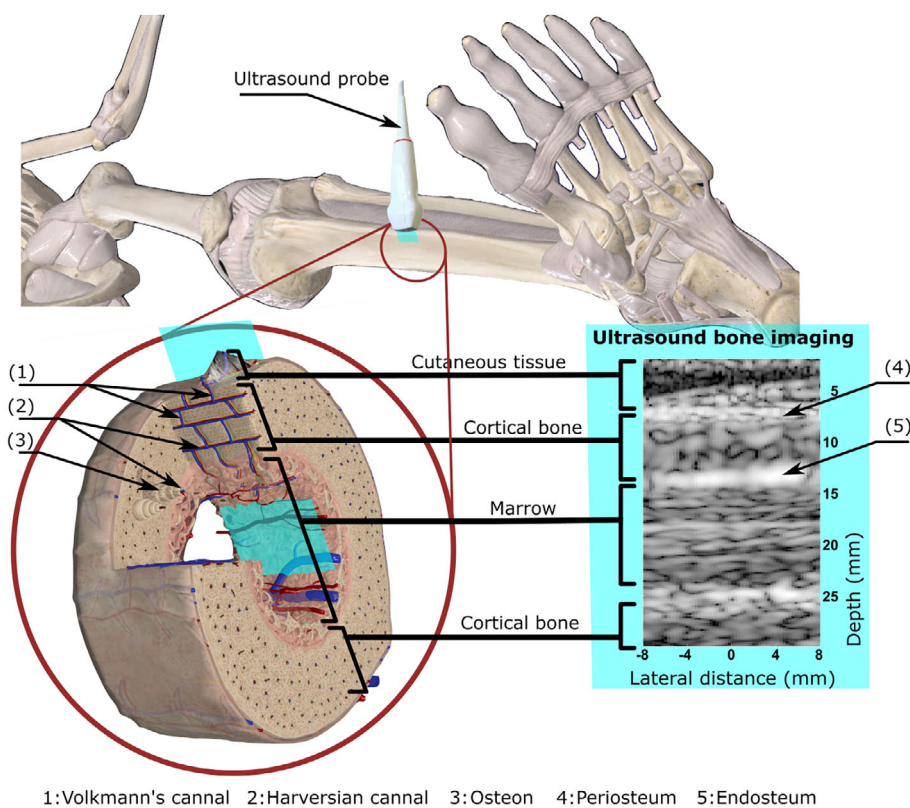 Ultrasound probe
Ultrasound bone imaging
(1)
(2)
(3)
Cutaneous tissue
Cortical bone
Marrow
Cortical bone
(4)
(5)
5
10
15
20
25
Depth (mm)
-8 -4 0 4 8
Lateral distance (mm)
1:Volkmann's cannal 2:Harversian cannal 3:Osteon 4:Periosteum 5:Endosteum